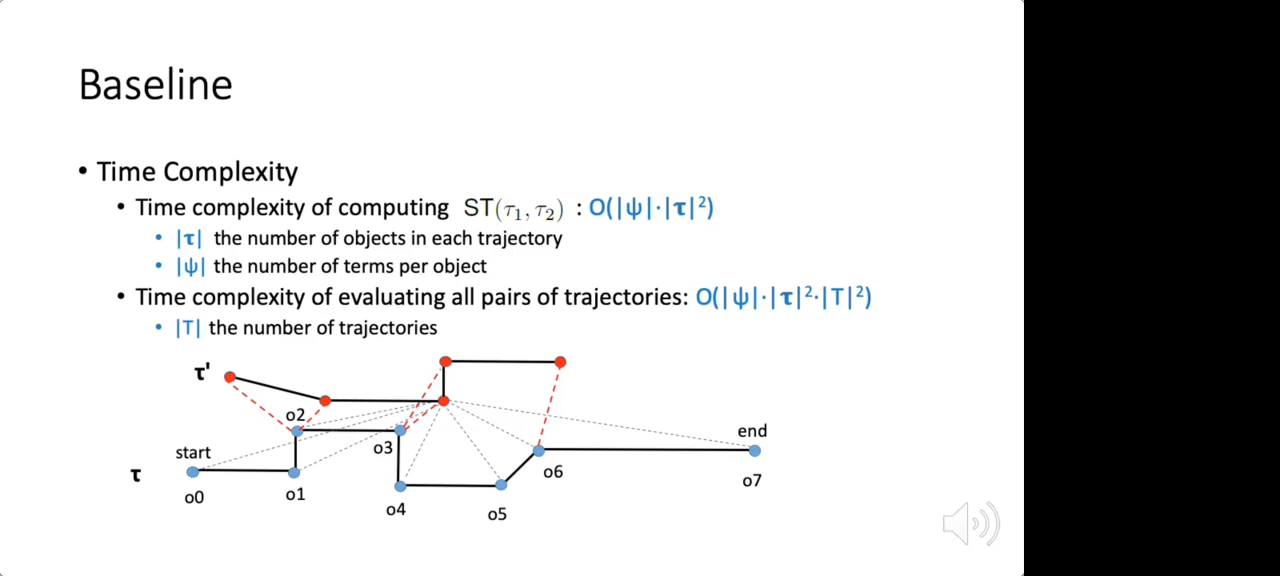 Baseline
• Time Complexity
• Time complexity of computing ST(τ₁, τ₂) : O(|ψ|·|τ|²)
• |τ| the number of objects in each trajectory
• |ψ| the number of terms per object
• Time complexity of evaluating all pairs of trajectories: O(|ψ|·|τ|²·|T|²)
• |T| the number of trajectories
τ'
o2
end
start
o3
τ
o6
o7
o0
o1
o4
o5